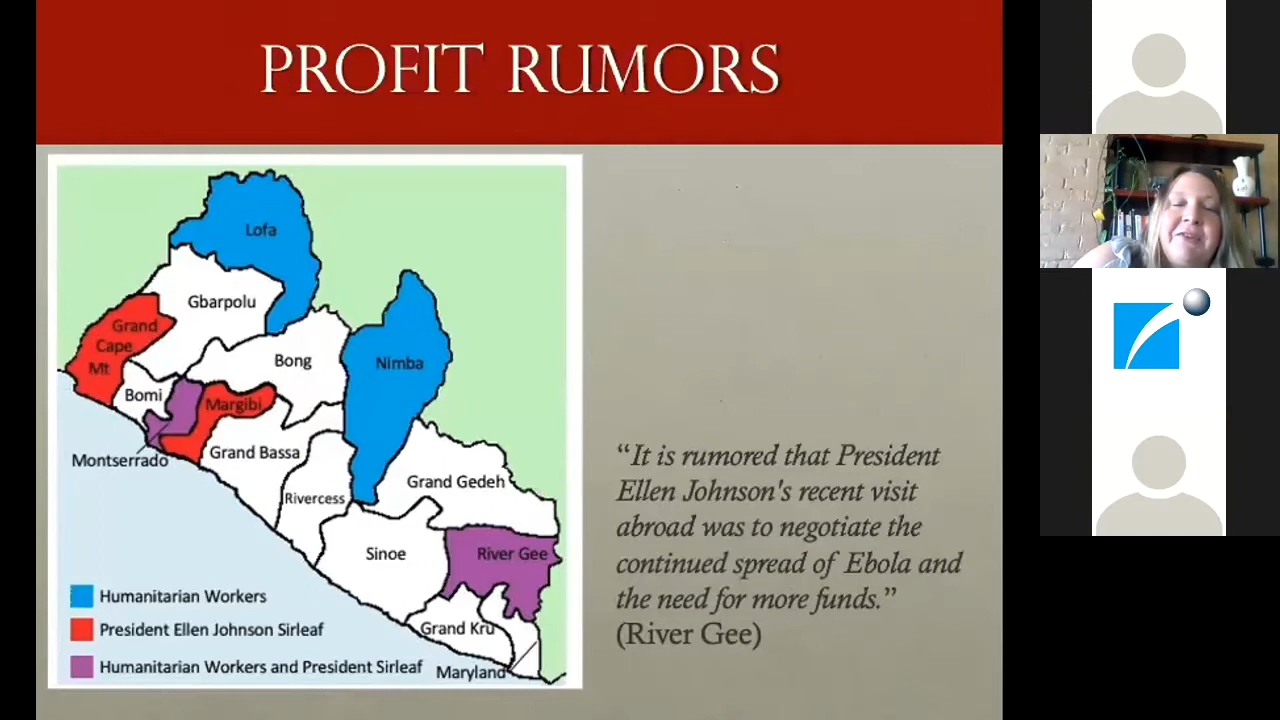 PROFIT RUMORS
Lofa
Gbarpolu
Grand
Cape
Mt
Bong
Nimba
Bomi
Margibi
Montserrado
Grand Bassa
Grand Gedeh
Rivercess
Sinoe
River Gee
Grand Kru
Maryland
Humanitarian Workers
President Ellen Johnson Sirleaf
Humanitarian Workers and President Sirleaf
“It is rumored that President
Ellen Johnson's recent visit
abroad was to negotiate the
continued spread of Ebola and
the need for more funds.”
(River Gee)